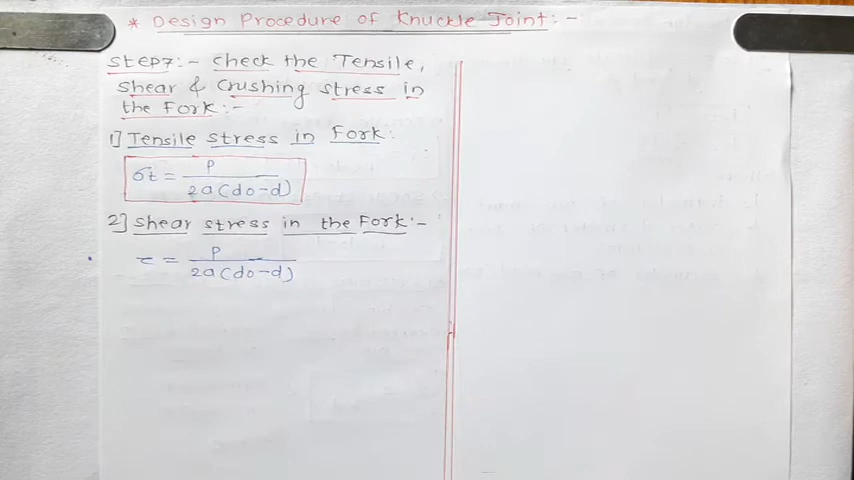 * Design Procedure of Knuckle Joint:-
Step7:- Check the Tensile,
Shear & Crushing stress in
the Fork:-
1] Tensile stress in Fork:
σt = P / 2a(do-d)
2] Shear stress in the Fork:-
τ = P / 2a(do-d)